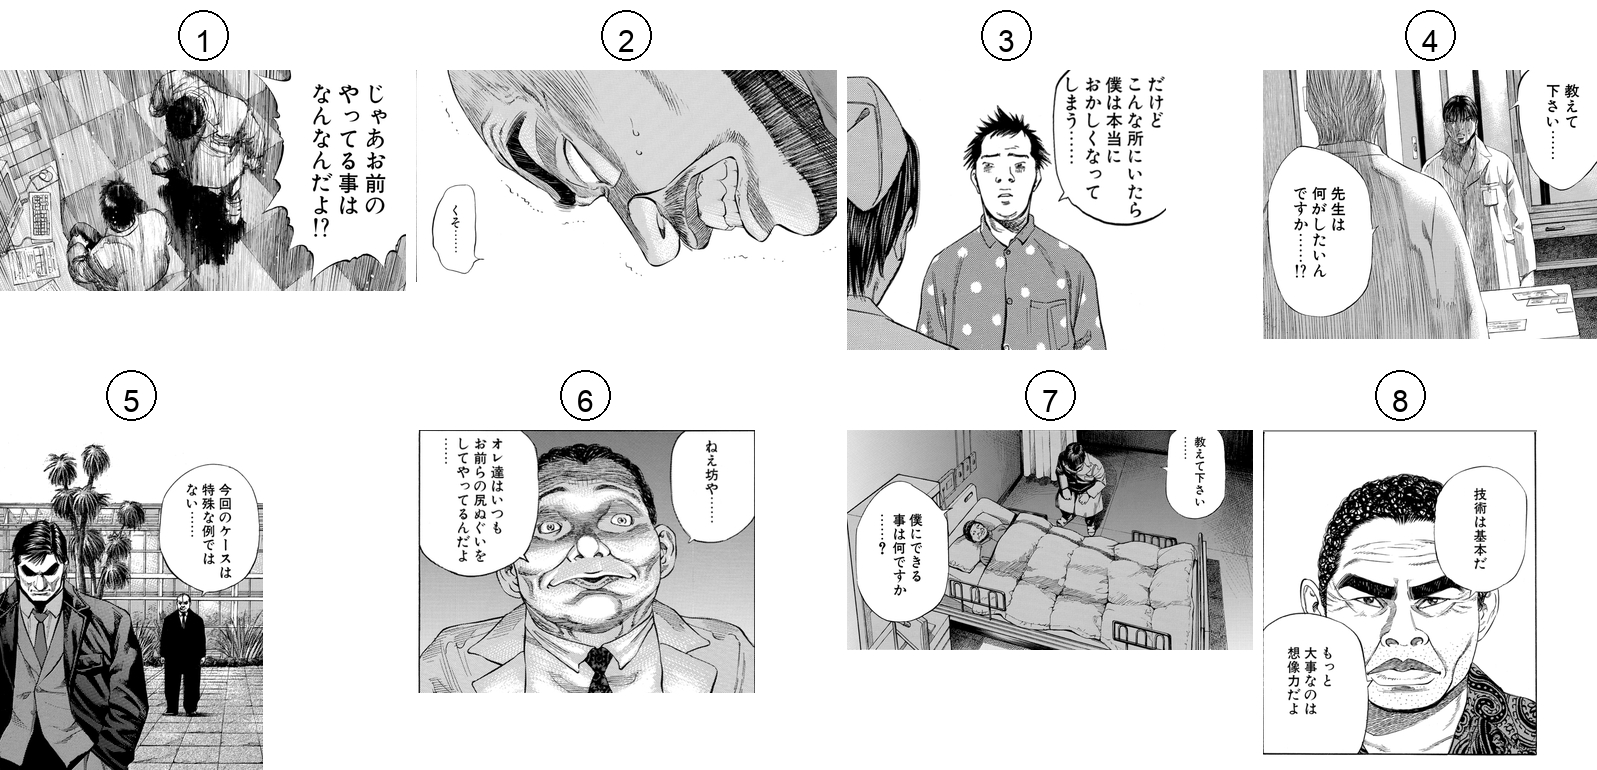 1
じゃあお前の
やってる事は
なんなんだよ!?
2
くそ……
3
だけど
こんな所にいたら
僕は本当に
おかしくなって
しまう……
4
教えて
下さい……
先生は
何がしたいん
ですか……!?
5
今回のケースは
特殊な例では
ない……
6
ねえ坊や……
オレ達はいつも
お前らの尻ぬぐいを
してやってるんだよ
……
7
教えて下さい
……
僕にできる
事は何ですか
……?
8
技術は基本だ
もっと
大事なのは
想像力だよ